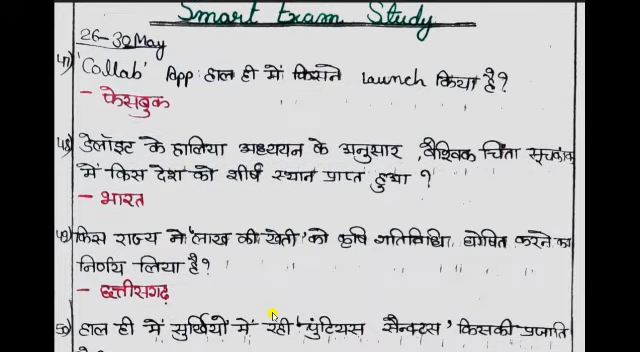 Smart Exam Study
26-30 May
47) 'Collab' App हाल ही में किसने Launch किया है?
- फेसबुक
48) डेलॉइट के हालिया अध्ययन के अनुसार, वैश्विक चिंता सूचकांक
में किस देश को शीर्ष स्थान प्राप्त हुआ ?
- भारत
49) किस राज्य ने 'लाख की खेती' को कृषि गतिविधि घोषित करने का
निर्णय लिया है?
- छत्तीसगढ़
50) हाल ही में सुर्खियों में रही 'पुंटियस सैन्क्टस' किसकी प्रजाति